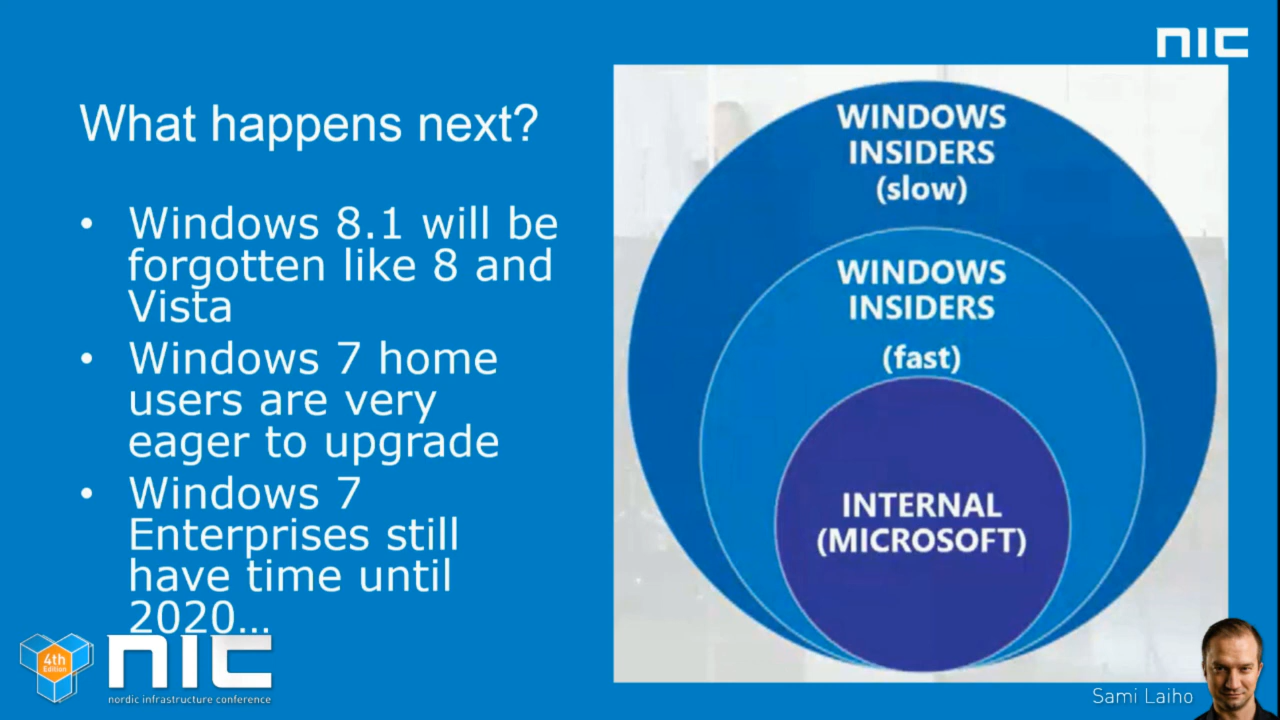 NIC
What happens next?
• Windows 8.1 will be
forgotten like 8 and
Vista
• Windows 7 home
users are very
eager to upgrade
• Windows 7
Enterprises still
have time until
2020...
WINDOWS
INSIDERS
(slow)
WINDOWS
INSIDERS
(fast)
INTERNAL
(MICROSOFT)
4th
Edition
NIC
nordic infrastructure conference
Sami Laiho